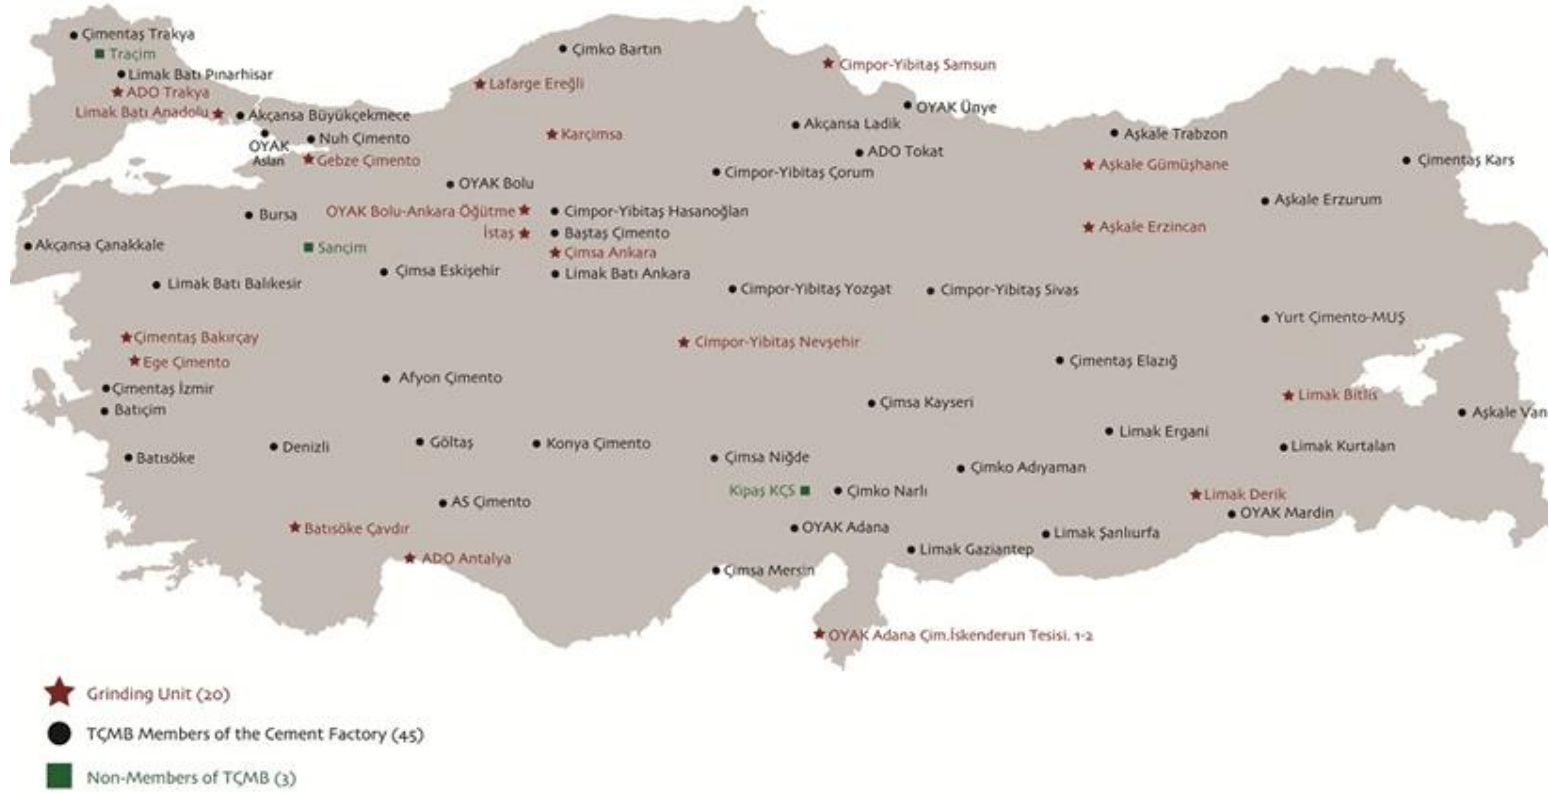 Çimentaş Trakya
Traçim
Limak Batı Pınarhisar
ADO Trakya
Limak Batı Anadolu
Akçansa Büyükçekmece
OYAK
Aslan
Nuh Çimento
Gebze Çimento
Çimko Bartın
Lafarge Ereğli
Karçimsa
Cimpor-Yibitaş Samsun
OYAK Ünye
Akçansa Ladik
ADO Tokat
Aşkale Trabzon
Aşkale Gümüşhane
Çimentaş Kars
Cimpor-Yibitaş Çorum
OYAK Bolu
Aşkale Erzurum
Bursa
OYAK Bolu-Ankara Öğütme
Cimpor-Yibitaş Hasanoğlan
Aşkale Erzincan
İstaş
Baştaş Çimento
Akçansa Çanakkale
Sançim
Çimsa Ankara
Çimsa Eskişehir
Limak Batı Ankara
Limak Batı Balıkesir
Cimpor-Yibitaş Yozgat
Cimpor-Yibitaş Sivas
Yurt Çimento-MUŞ
Çimentaş Bakırçay
Cimpor-Yibitaş Nevşehir
Ege Çimento
Çimentaş Elazığ
Afyon Çimento
Çimentaş İzmir
Limak Bitlis
Çimsa Kayseri
Batıçim
Aşkale Van
Limak Ergani
Göltaş
Konya Çimento
Denizli
Limak Kurtalan
Batısöke
Çimsa Niğde
Çimko Adıyaman
Kipaş KÇS
Çimko Narlı
Limak Derik
AS Çimento
OYAK Mardin
Batısöke Çavdır
OYAK Adana
Limak Şanlıurfa
Limak Gaziantep
ADO Antalya
Çimsa Mersin
OYAK Adana Çim.İskenderun Tesisi. 1-2
Grinding Unit (20)
TÇMB Members of the Cement Factory (45)
Non-Members of TÇMB (3)